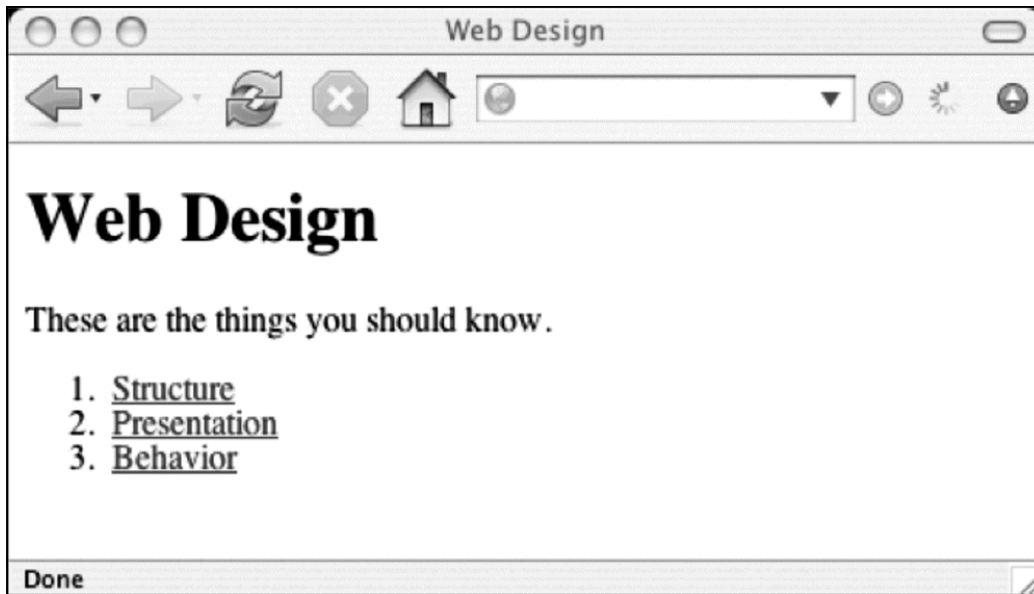 Web Design
Web Design
These are the things you should know.
1. Structure
2. Presentation
3. Behavior
Done